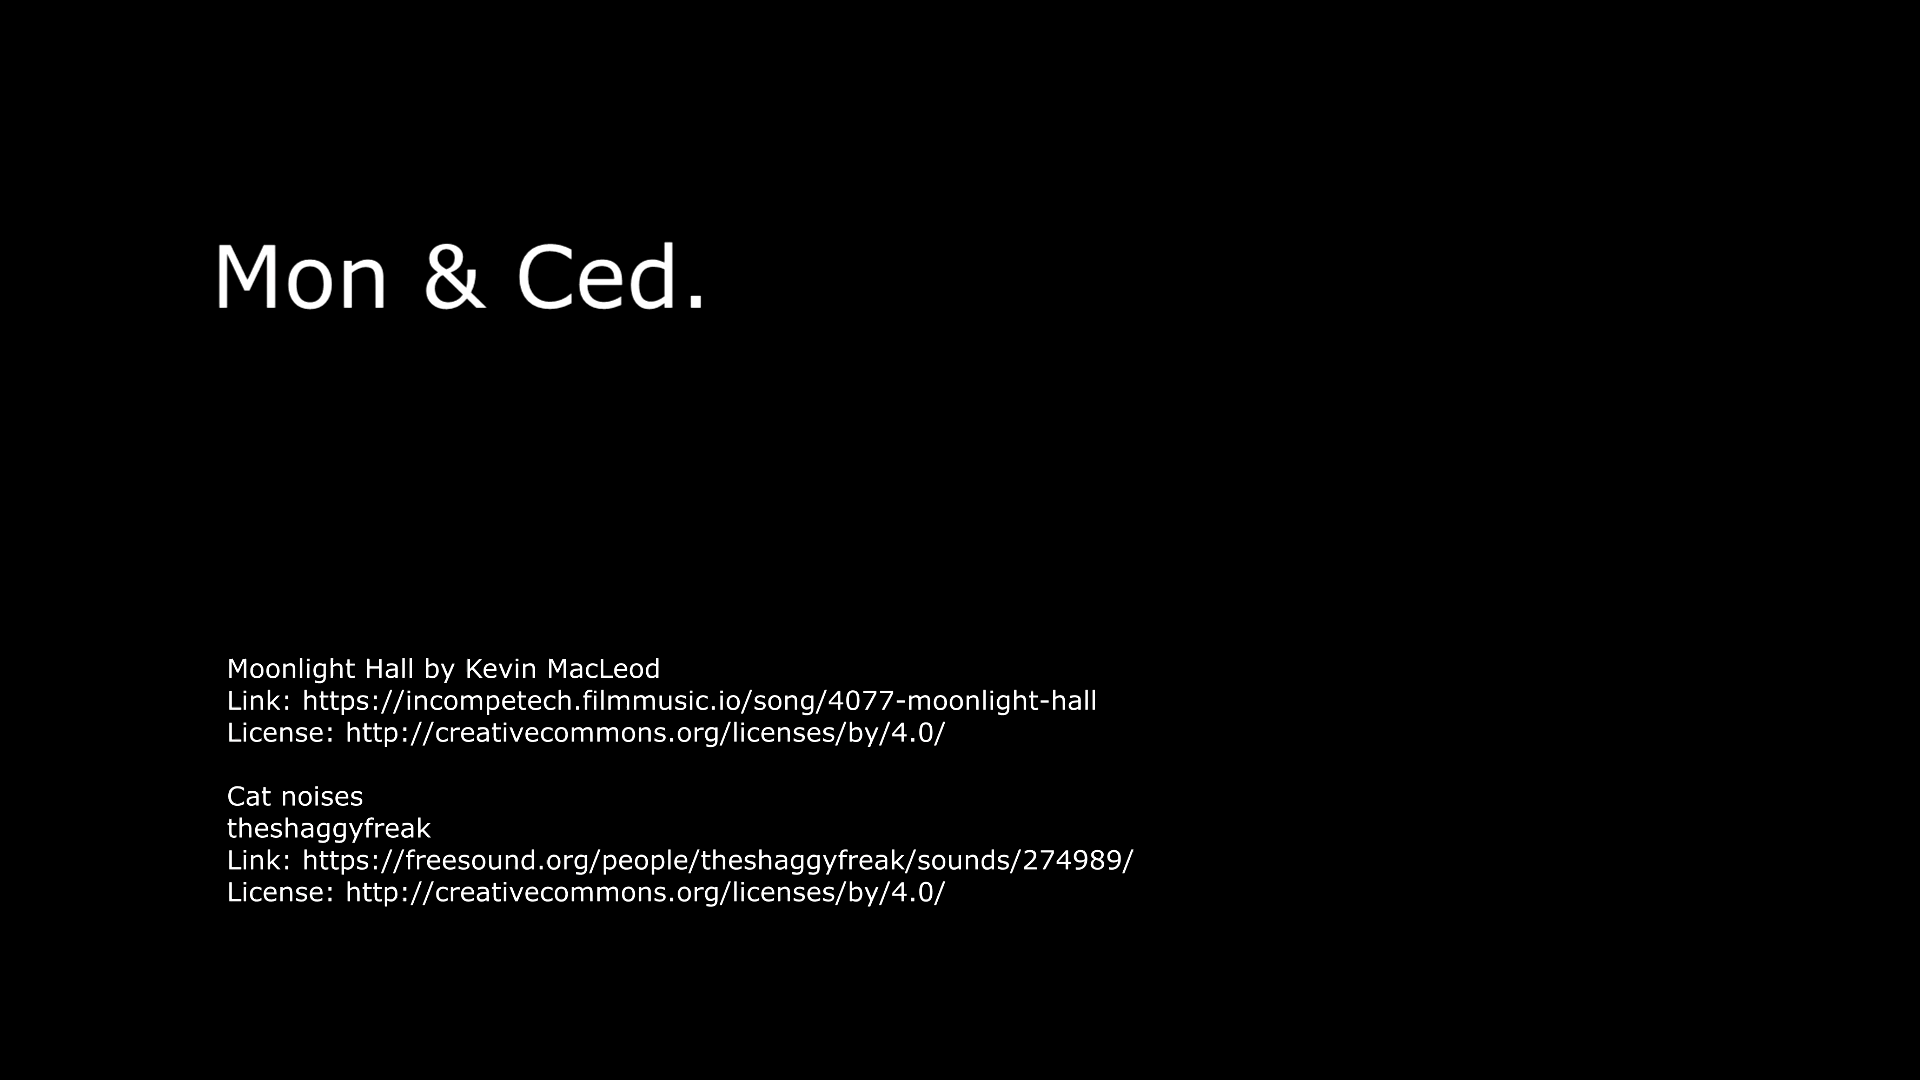 Mon & Ced.
Moonlight Hall by Kevin MacLeod
Link: https://incompetech.filmmusic.io/song/4077-moonlight-hall
License: http://creativecommons.org/licenses/by/4.0/
Cat noises
theshaggyfreak
Link: https://freesound.org/people/theshaggyfreak/sounds/274989/
License: http://creativecommons.org/licenses/by/4.0/